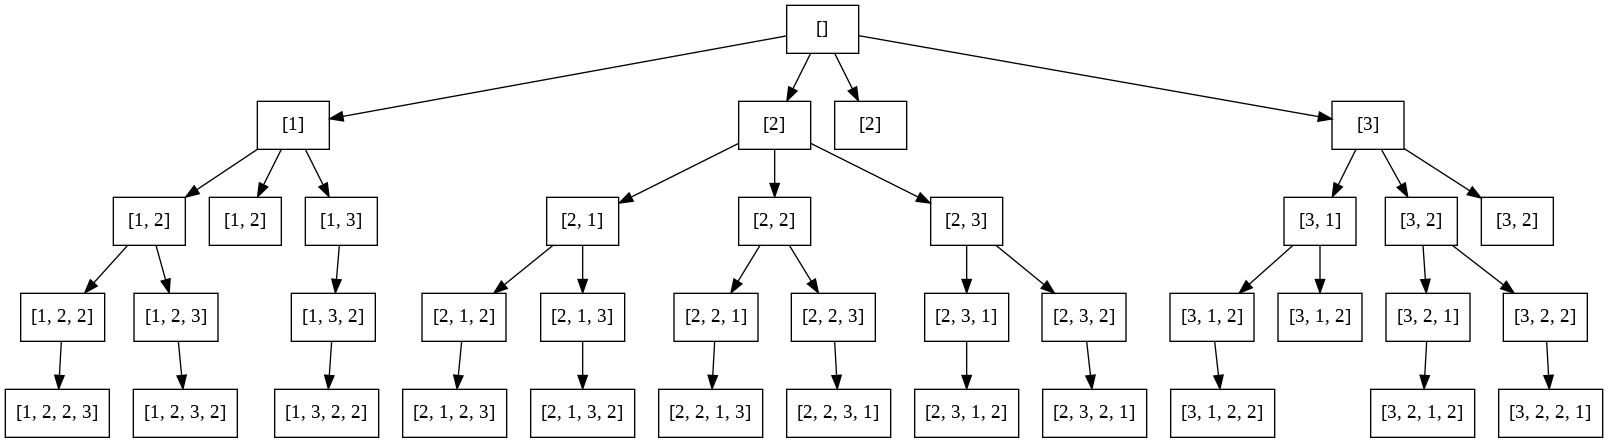 []
[1]
[2]
[2]
[3]
[1, 2]
[1, 2]
[1, 3]
[2, 1]
[2, 2]
[2, 3]
[3, 1]
[3, 2]
[3, 2]
[1, 2, 2]
[1, 2, 3]
[1, 3, 2]
[2, 1, 2]
[2, 1, 3]
[2, 2, 1]
[2, 2, 3]
[2, 3, 1]
[2, 3, 2]
[3, 1, 2]
[3, 1, 2]
[3, 2, 1]
[3, 2, 2]
[1, 2, 2, 3]
[1, 2, 3, 2]
[1, 3, 2, 2]
[2, 1, 2, 3]
[2, 1, 3, 2]
[2, 2, 1, 3]
[2, 2, 3, 1]
[2, 3, 1, 2]
[2, 3, 2, 1]
[3, 1, 2, 2]
[3, 2, 1, 2]
[3, 2, 2, 1]